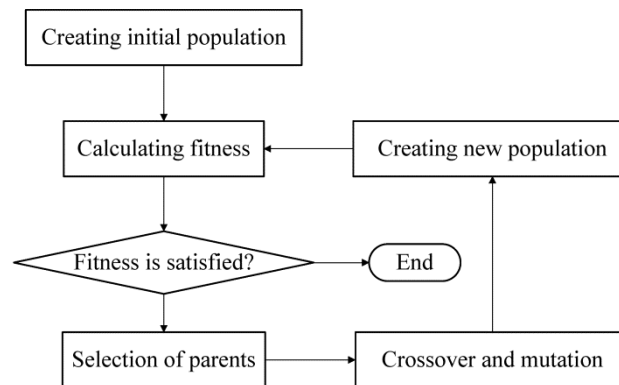 Creating initial population
Calculating fitness
Creating new population
Fitness is satisfied?
End
Selection of parents
Crossover and mutation